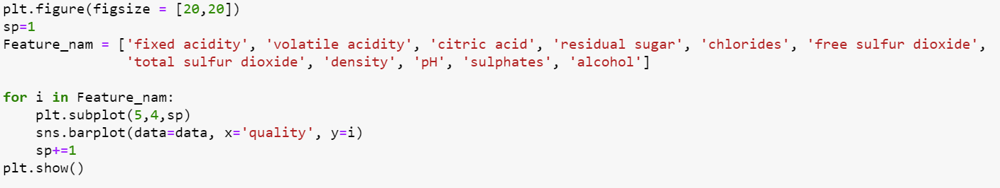 plt.figure(figsize = [20,20])
sp=1
Feature_nam = ['fixed acidity', 'volatile acidity', 'citric acid', 'residual sugar', 'chlorides', 'free sulfur dioxide',
               'total sulfur dioxide', 'density', 'pH', 'sulphates', 'alcohol']

for i in Feature_nam:
    plt.subplot(5,4,sp)
    sns.barplot(data=data, x='quality', y=i)
    sp+=1
plt.show()